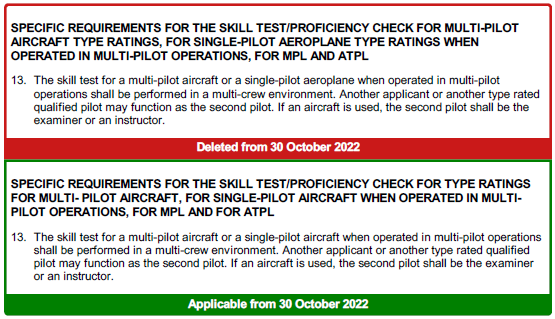 SPECIFIC REQUIREMENTS FOR THE SKILL TEST/PROFICIENCY CHECK FOR MULTI-PILOT
AIRCRAFT TYPE RATINGS, FOR SINGLE-PILOT AEROPLANE TYPE RATINGS WHEN
OPERATED IN MULTI-PILOT OPERATIONS, FOR MPL AND ATPL
13. The skill test for a multi-pilot aircraft or a single-pilot aeroplane when operated in multi-pilot
operations shall be performed in a multi-crew environment. Another applicant or another type rated
qualified pilot may function as the second pilot. If an aircraft is used, the second pilot shall be the
examiner or an instructor.
Deleted from 30 October 2022
SPECIFIC REQUIREMENTS FOR THE SKILL TEST/PROFICIENCY CHECK FOR TYPE RATINGS
FOR MULTI- PILOT AIRCRAFT, FOR SINGLE-PILOT AIRCRAFT WHEN OPERATED IN MULTI-
PILOT OPERATIONS, FOR MPL AND FOR ATPL
13. The skill test for a multi-pilot aircraft or a single-pilot aircraft when operated in multi-pilot operations
shall be performed in a multi-crew environment. Another applicant or another type rated qualified
pilot may function as the second pilot. If an aircraft is used, the second pilot shall be the examiner
or an instructor.
Applicable from 30 October 2022